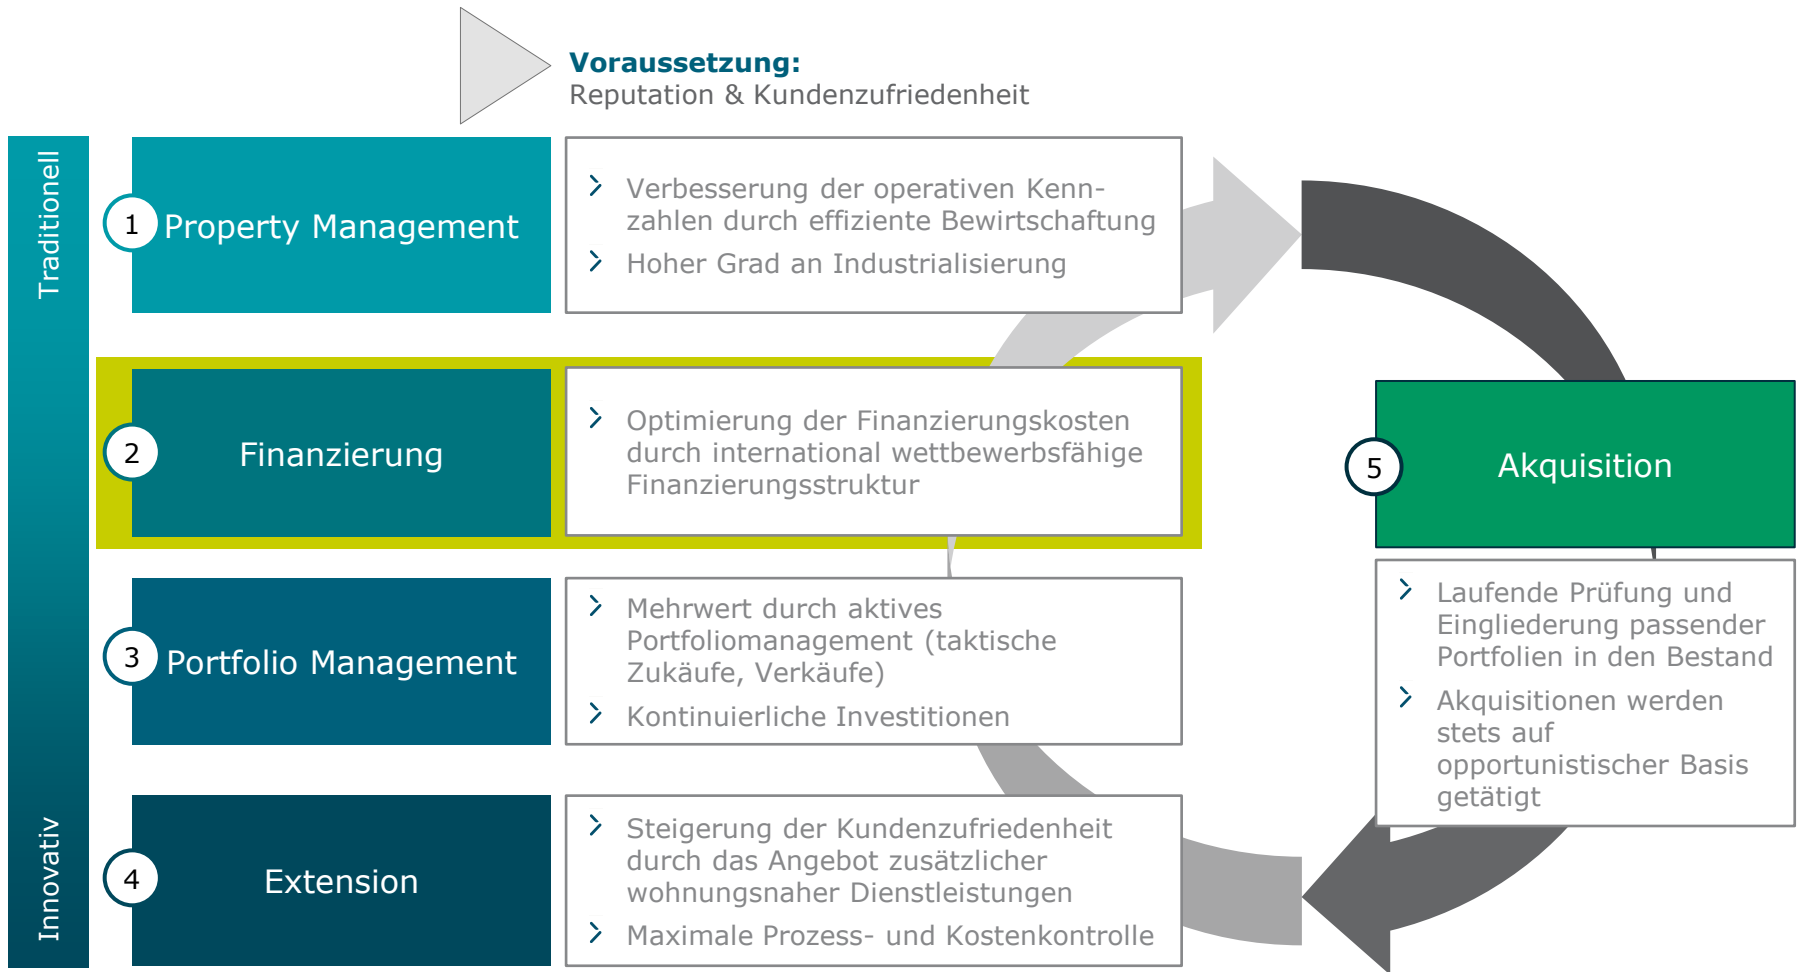 Voraussetzung:
Reputation & Kundenzufriedenheit
Traditionell
1
Property Management
Verbesserung der operativen Kenn-
zahlen durch effiziente Bewirtschaftung
Hoher Grad an Industrialisierung
2
Finanzierung
Optimierung der Finanzierungskosten
durch international wettbewerbsfähige
Finanzierungsstruktur
3
Portfolio Management
Mehrwert durch aktives
Portfoliomanagement (taktische
Zukäufe, Verkäufe)
Kontinuierliche Investitionen
Innovativ
4
Extension
Steigerung der Kundenzufriedenheit
durch das Angebot zusätzlicher
wohnungsnaher Dienstleistungen
Maximale Prozess- und Kostenkontrolle
5
Akquisition
Laufende Prüfung und
Eingliederung passender
Portfolien in den Bestand
Akquisitionen werden
stets auf
opportunistischer Basis
getätigt